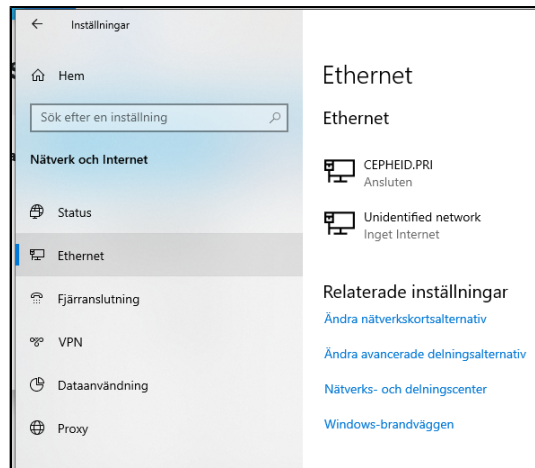 Inställningar
Hem
Sök efter en inställning
Nätverk och Internet
Status
Ethernet
Fjärranslutning
VPN
Dataanvändning
Proxy
Ethernet
Ethernet
CEPHEID.PRI
Ansluten
Unidentified network
Inget Internet
Relaterade inställningar
Ändra nätverkskortsalternativ
Ändra avancerade delningsalternativ
Nätverks- och delningscenter
Windows-brandväggen